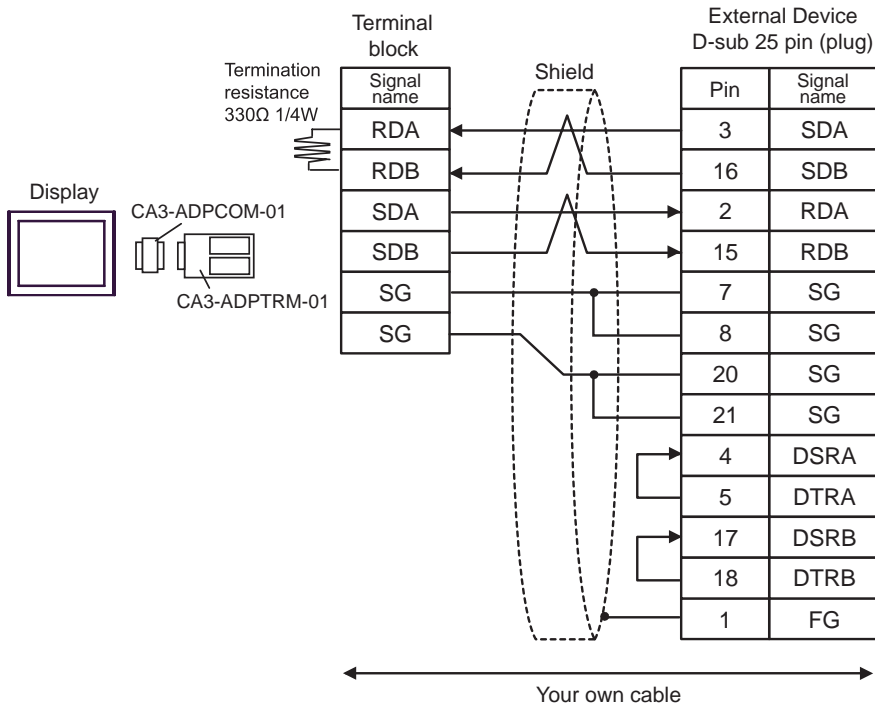 Terminal
block
External Device
D-sub 25 pin (plug)
Termination
resistance
330Ω 1/4W
Shield
Signal
name
Pin
Signal
name
RDA
3
SDA
RDB
16
SDB
Display
CA3-ADPCOM-01
CA3-ADPTRM-01
SDA
2
RDA
SDB
15
RDB
SG
7
SG
SG
8
SG
20
SG
21
SG
4
DSRA
5
DTRA
17
DSRB
18
DTRB
1
FG
Your own cable